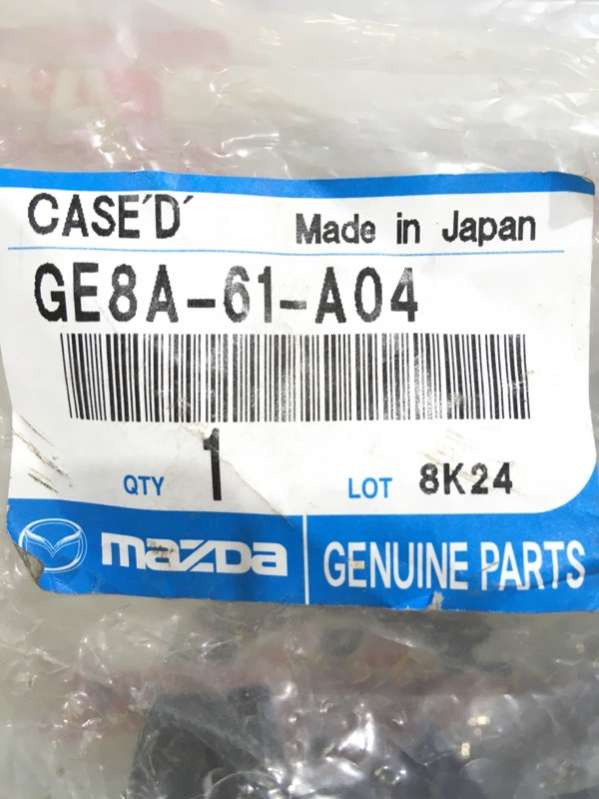 CASE'D'
Made in Japan
GE8A-61-A04
QTY 1
LOT 8K24
mazda
GENUINE PARTS